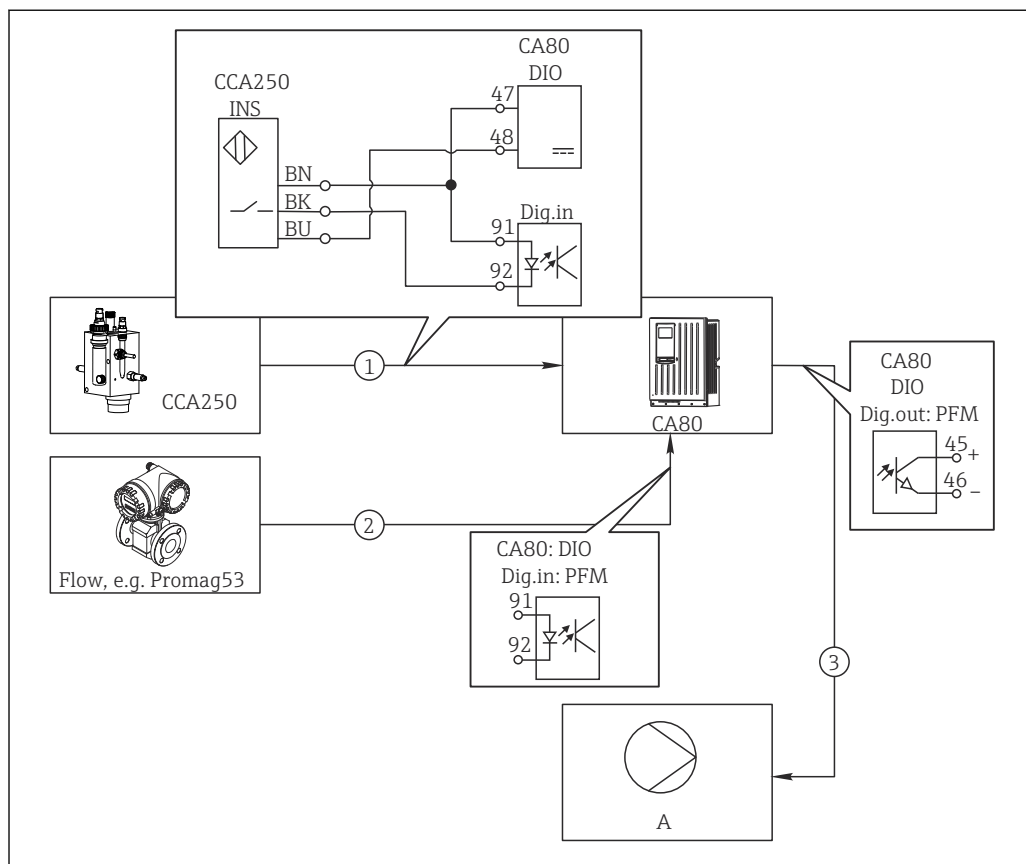 CA80
DIO
CCA250
INS
47
48
BN
BK
BU
Dig.in
91
92
1
CCA250
CA80
CA80
DIO
Dig.out: PFM
45 +
46 −
2
Flow, e.g. Promag53
CA80: DIO
Dig.in: PFM
91
92
3
A